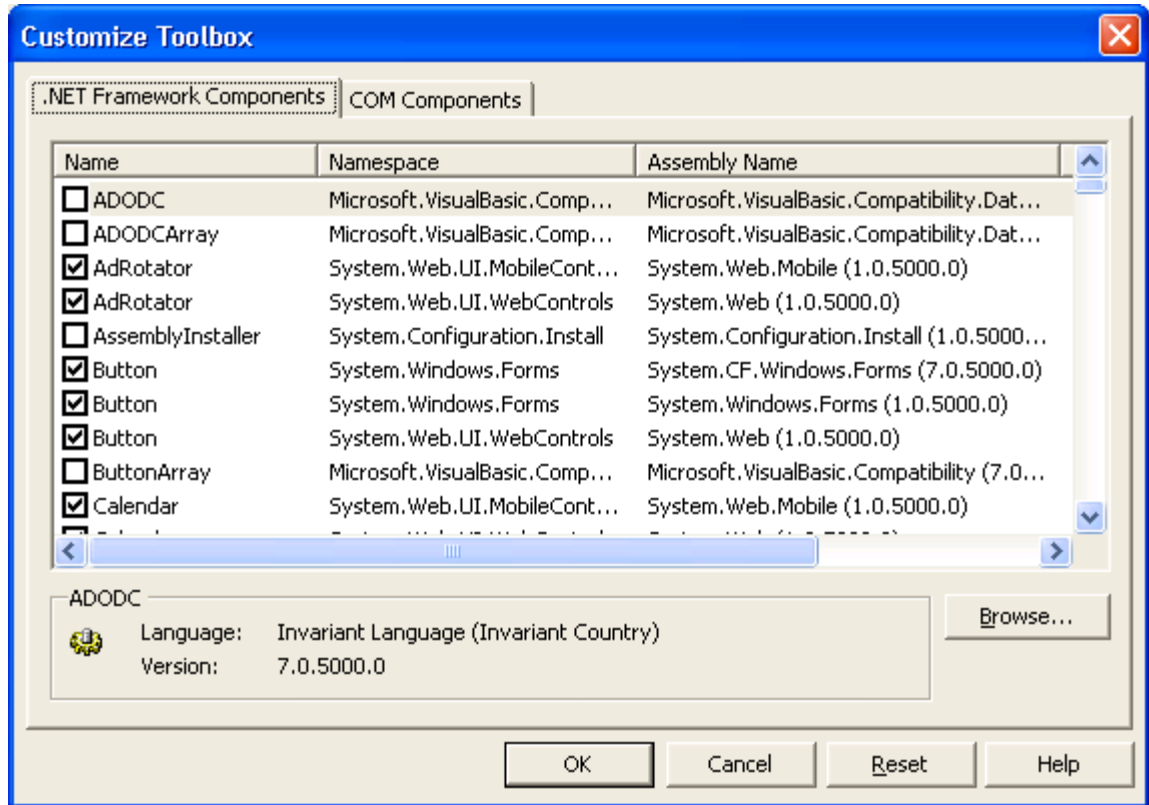 Customize Toolbox
.NET Framework Components COM Components
Name Namespace Assembly Name
ADODC Microsoft.VisualBasic.Comp... Microsoft.VisualBasic.Compatibility.Dat...
ADODCArray Microsoft.VisualBasic.Comp... Microsoft.VisualBasic.Compatibility.Dat...
AdRotator System.Web.UI.MobileCont... System.Web.Mobile (1.0.5000.0)
AdRotator System.Web.UI.WebControls System.Web (1.0.5000.0)
AssemblyInstaller System.Configuration.Install System.Configuration.Install (1.0.5000...
Button System.Windows.Forms System.CF.Windows.Forms (7.0.5000.0)
Button System.Windows.Forms System.Windows.Forms (1.0.5000.0)
Button System.Web.UI.WebControls System.Web (1.0.5000.0)
ButtonArray Microsoft.VisualBasic.Comp... Microsoft.VisualBasic.Compatibility (7.0...
Calendar System.Web.UI.MobileCont... System.Web.Mobile (1.0.5000.0)
ADODC
Language: Invariant Language (Invariant Country)
Version: 7.0.5000.0
Browse...
OK Cancel Reset Help